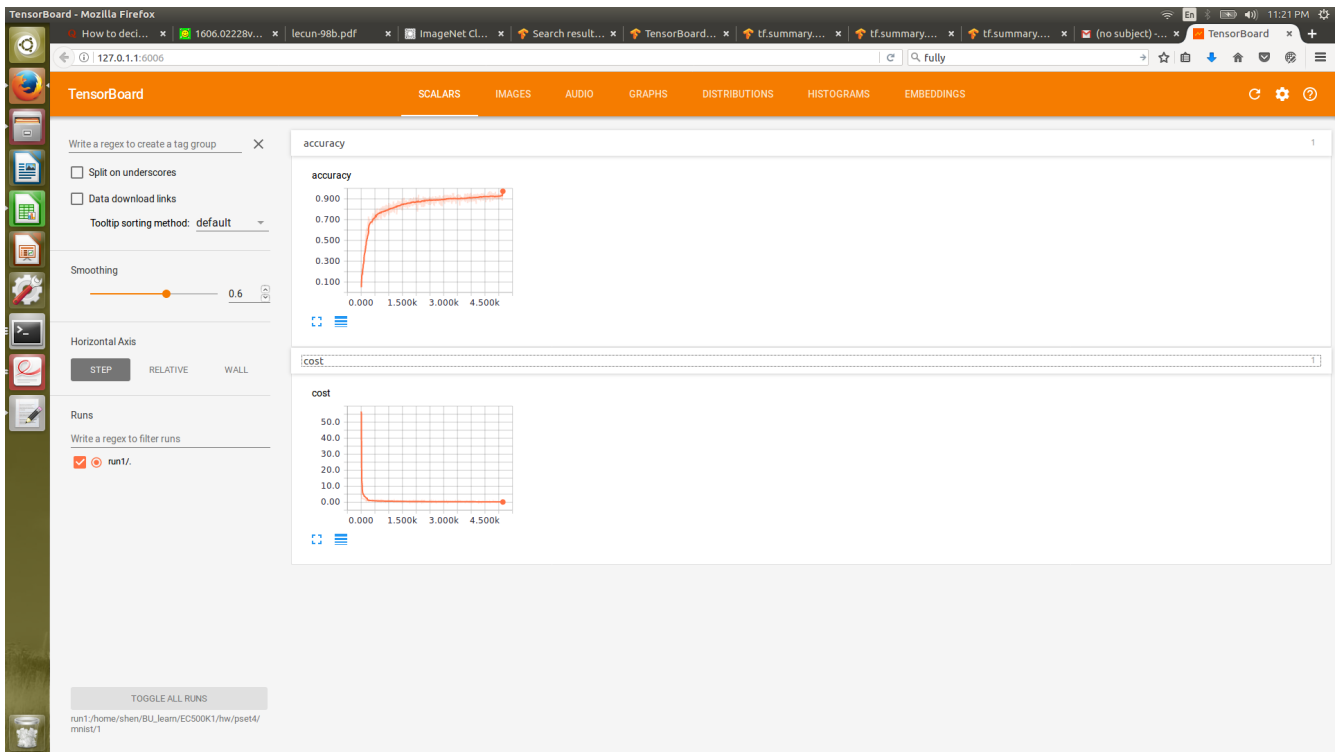 TensorBoard - Mozilla Firefox
En
11:21 PM
How to deci... × 1606.02228v... × lecun-98b.pdf × ImageNet Cl... × Search result... × TensorBoard... × tf.summary.... × tf.summary.... × tf.summary.... × (no subject) -... × TensorBoard × +
127.0.1.1:6006
fully
TensorBoard
SCALARS IMAGES AUDIO GRAPHS DISTRIBUTIONS HISTOGRAMS EMBEDDINGS
Write a regex to create a tag group
Split on underscores
Data download links
Tooltip sorting method: default
Smoothing
0.6
Horizontal Axis
STEP RELATIVE WALL
Runs
Write a regex to filter runs
run1/.
TOGGLE ALL RUNS
run1:/home/shen/BU_learn/EC500K1/hw/pset4/
mnist/1
accuracy 1
accuracy
0.900
0.700
0.500
0.300
0.100
0.000 1.500k 3.000k 4.500k
cost 1
cost
50.0
40.0
30.0
20.0
10.0
0.00
0.000 1.500k 3.000k 4.500k